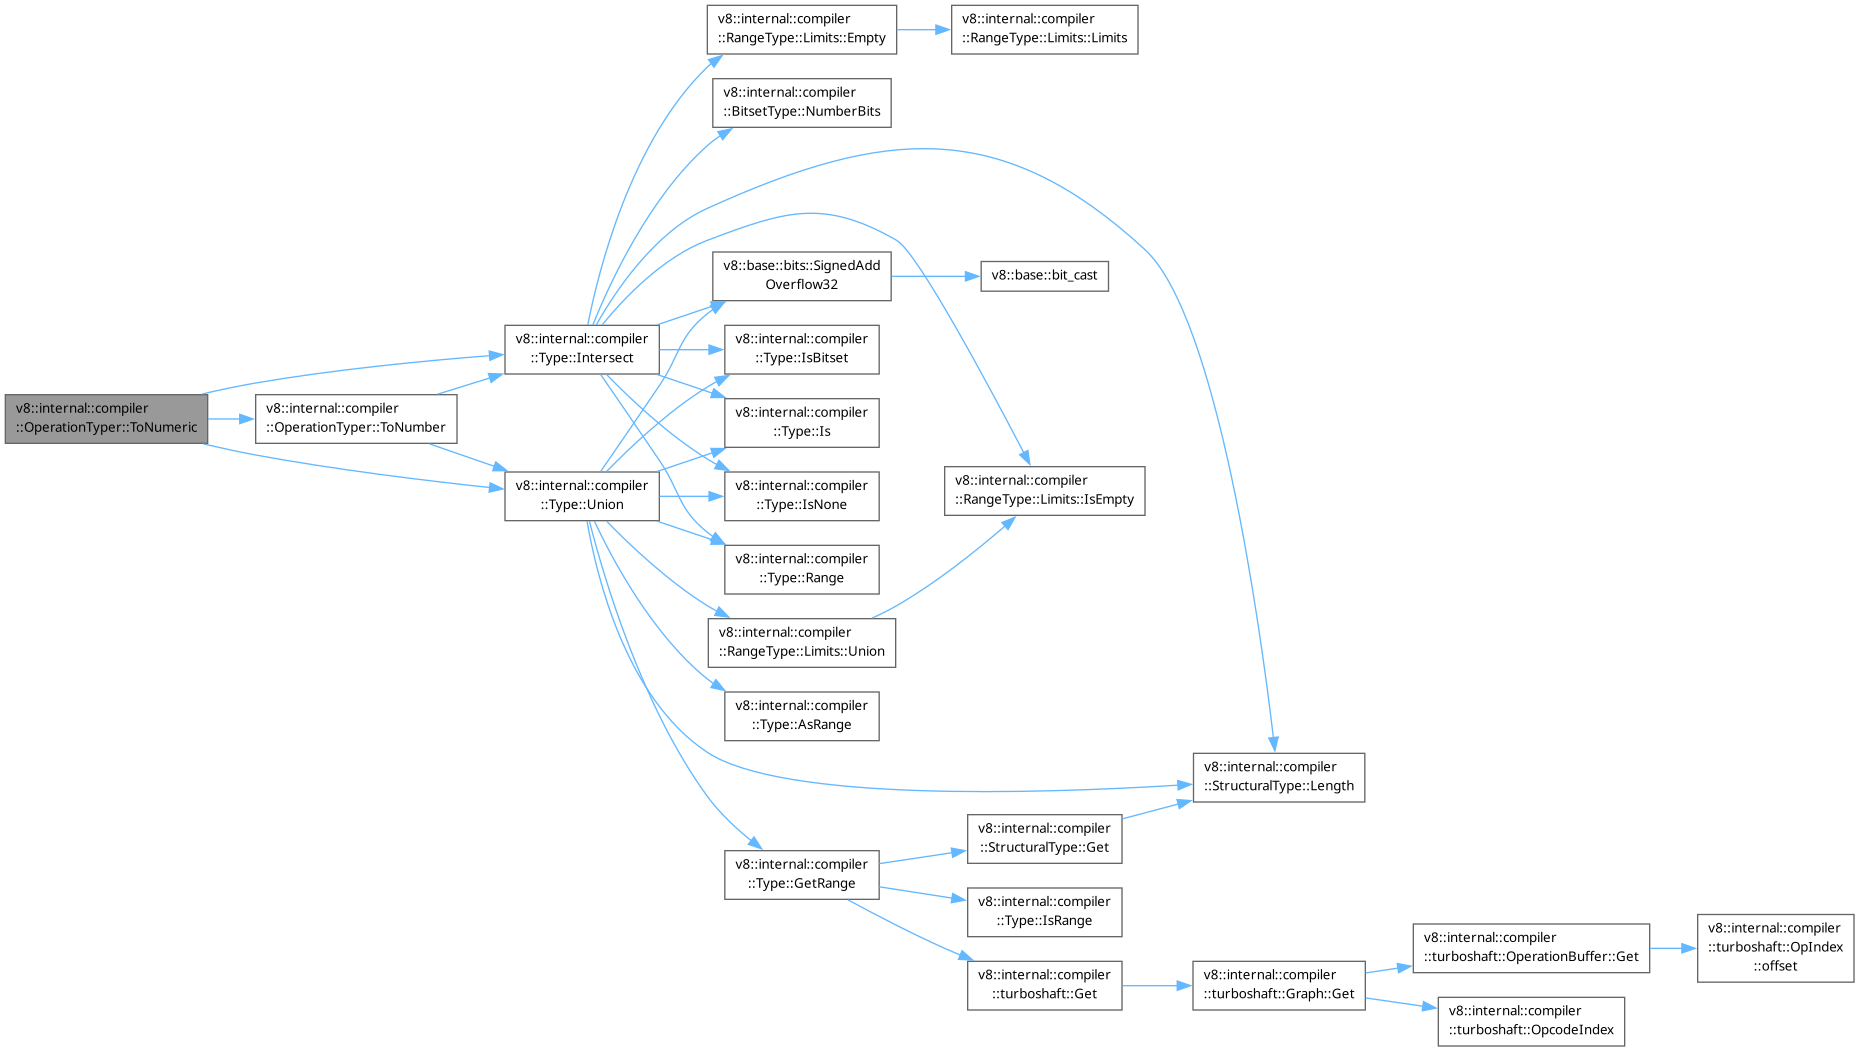 v8::internal::compiler
::RangeType::Limits::Empty
v8::internal::compiler
::RangeType::Limits::Limits
v8::internal::compiler
::BitsetType::NumberBits
v8::base::bits::SignedAdd
Overflow32
v8::base::bit_cast
v8::internal::compiler
::Type::Intersect
v8::internal::compiler
::Type::IsBitset
v8::internal::compiler
::OperationTyper::ToNumeric
v8::internal::compiler
::OperationTyper::ToNumber
v8::internal::compiler
::Type::Is
v8::internal::compiler
::Type::Union
v8::internal::compiler
::Type::IsNone
v8::internal::compiler
::RangeType::Limits::IsEmpty
v8::internal::compiler
::Type::Range
v8::internal::compiler
::RangeType::Limits::Union
v8::internal::compiler
::Type::AsRange
v8::internal::compiler
::StructuralType::Length
v8::internal::compiler
::StructuralType::Get
v8::internal::compiler
::Type::GetRange
v8::internal::compiler
::Type::IsRange
v8::internal::compiler
::turboshaft::Get
v8::internal::compiler
::turboshaft::Graph::Get
v8::internal::compiler
::turboshaft::OperationBuffer::Get
v8::internal::compiler
::turboshaft::OpIndex
::offset
v8::internal::compiler
::turboshaft::OpcodeIndex